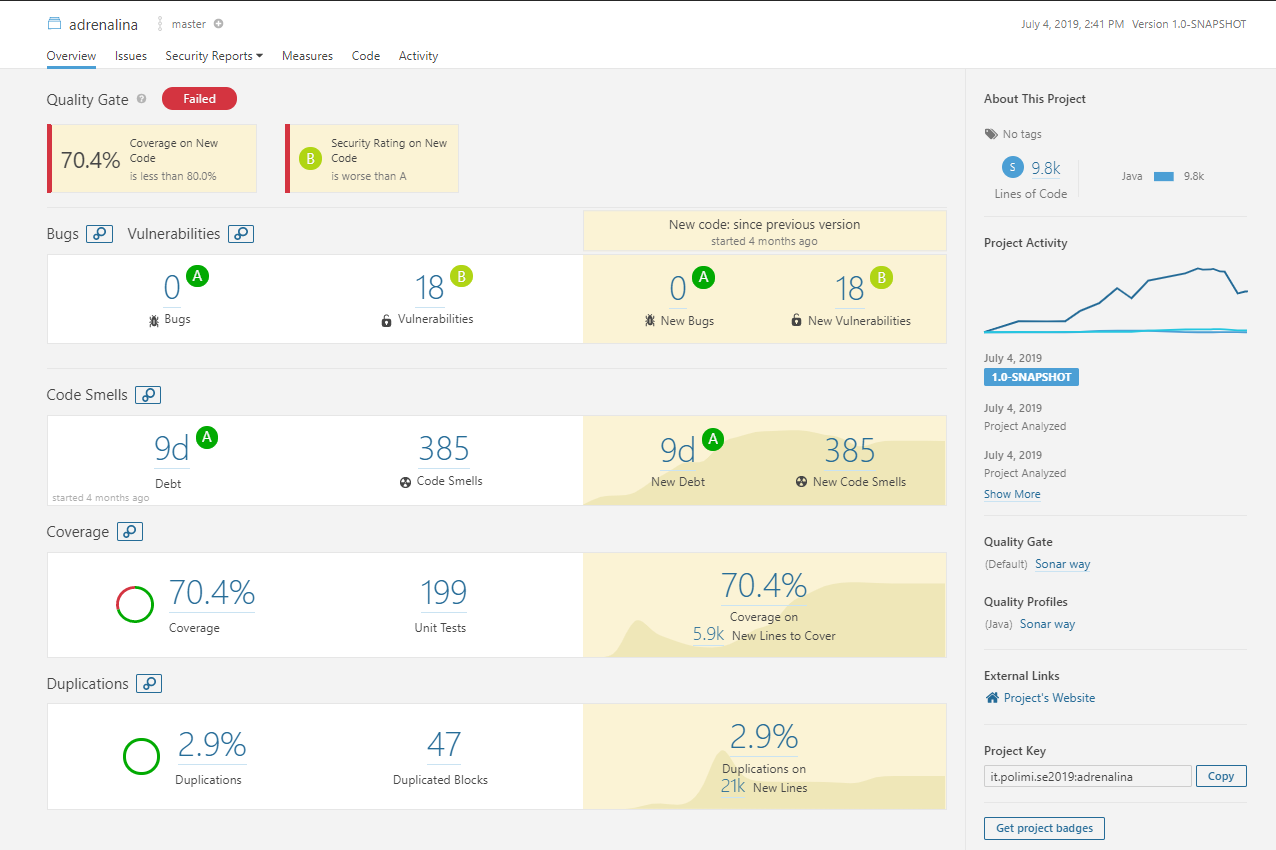 adrenalina master
July 4, 2019, 2:41 PM Version 1.0-SNAPSHOT
Overview Issues Security Reports Measures Code Activity
Quality Gate ? Failed
70.4% Coverage on New
Code
is less than 80.0%
B Security Rating on New
Code
is worse than A
Bugs Vulnerabilities
New code: since previous version
started 4 months ago
0 A
Bugs
18 B
Vulnerabilities
0 A
New Bugs
18 B
New Vulnerabilities
Code Smells
9d A
Debt
started 4 months ago
385
Code Smells
9d A
New Debt
385
New Code Smells
Coverage
70.4%
Coverage
199
Unit Tests
70.4%
Coverage on
5.9k New Lines to Cover
Duplications
2.9%
Duplications
47
Duplicated Blocks
2.9%
Duplications on
21k New Lines
About This Project
No tags
S 9.8k
Lines of Code
Java 9.8k
Project Activity
July 4, 2019
1.0-SNAPSHOT
July 4, 2019
Project Analyzed
July 4, 2019
Project Analyzed
Show More
Quality Gate
(Default) Sonar way
Quality Profiles
(Java) Sonar way
External Links
Project's Website
Project Key
it.polimi.se2019:adrenalina Copy
Get project badges